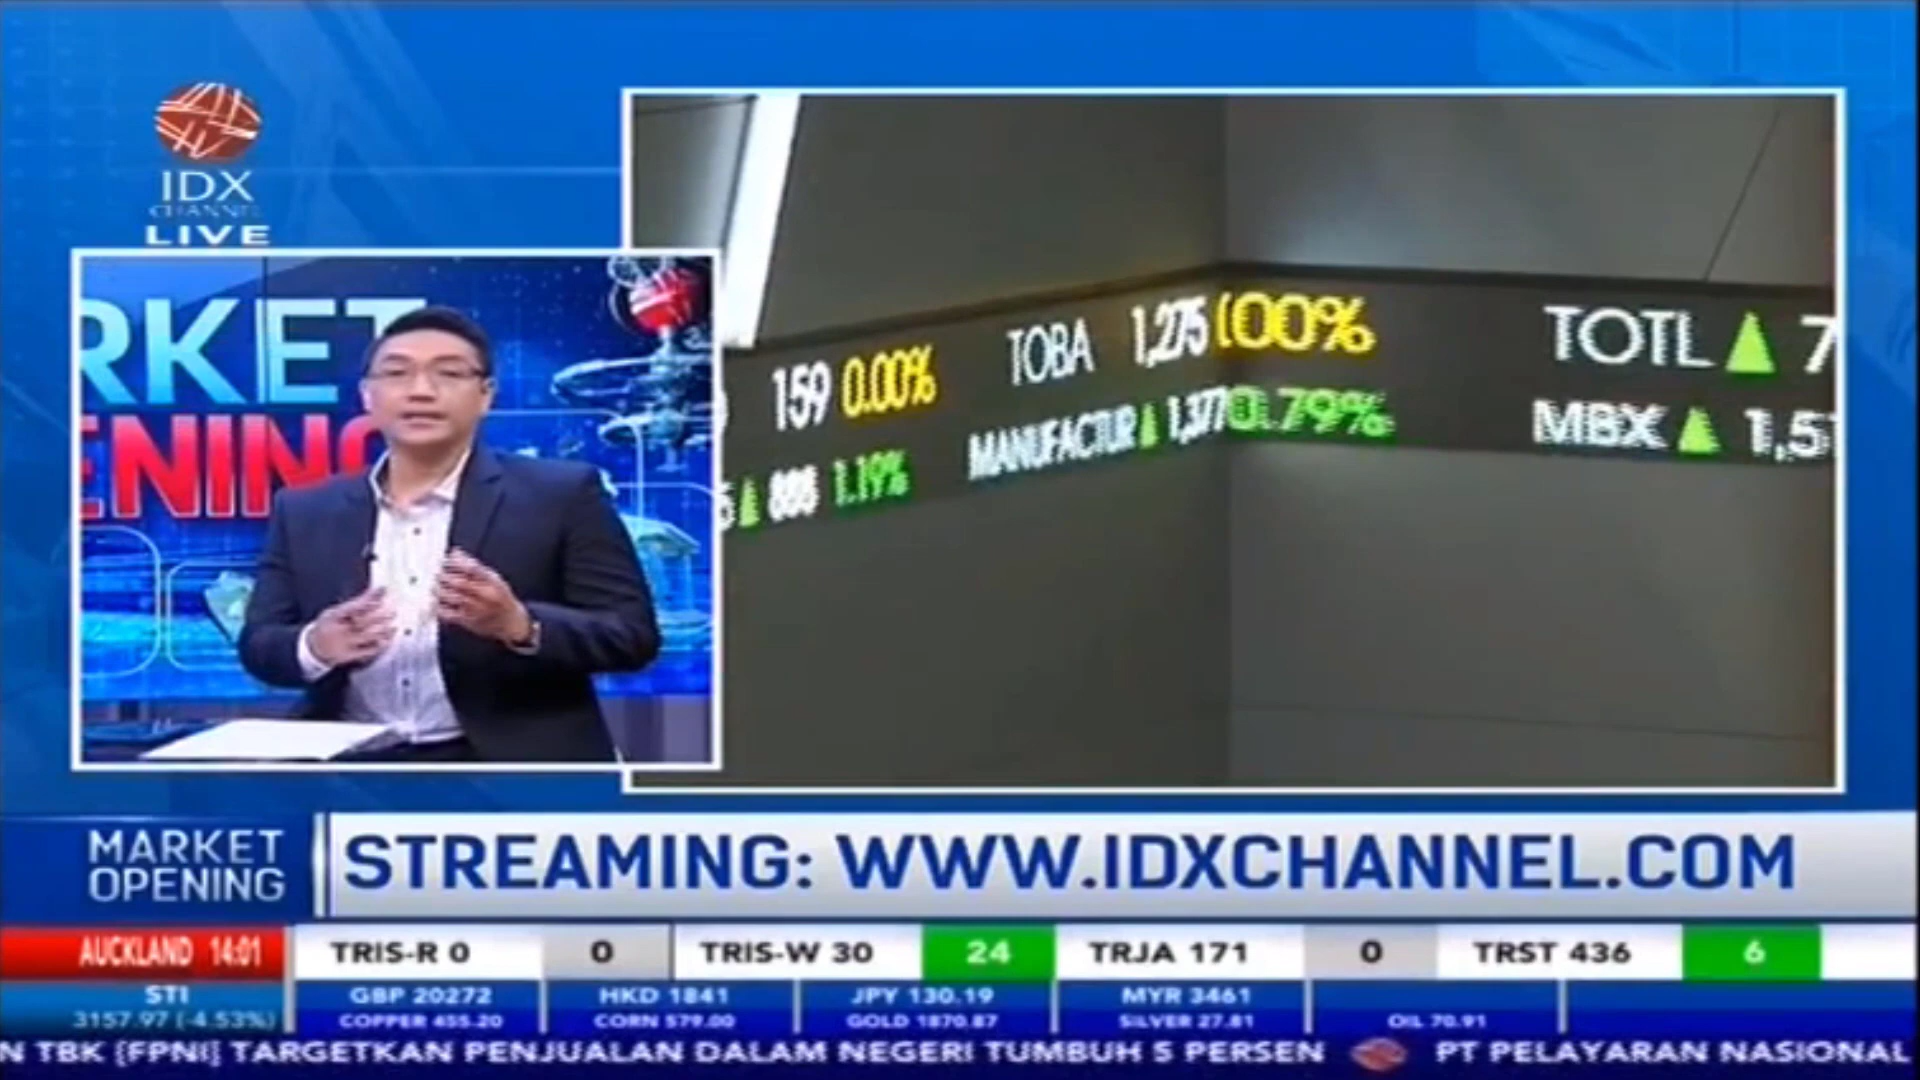 IDX
CHANNEL
LIVE
RKET
ENING
159 0.00%
TOBA 1,275
TOTL ▲ 7
▲ 1.19%
MANUFACTUR ▲ 1,377 0.79%
MBX ▲ 1,51
MARKET OPENING
STREAMING: WWW.IDXCHANNEL.COM
AUCKLAND 14:01
TRIS-R 0 0 TRIS-W 30 24 TRJA 171 0 TRST 436 6
STI
3157.97 (-4.53%)
GBP 20272 HKD 1841 JPY 130.19 MYR 3461
COPPER 455.20 CORN 579.00 GOLD 1870.87 SILVER 27.81 OIL 70.91
N TBK [FPNI] TARGETKAN PENJUALAN DALAM NEGERI TUMBUH 5 PERSEN PT PELAYARAN NASIONAL